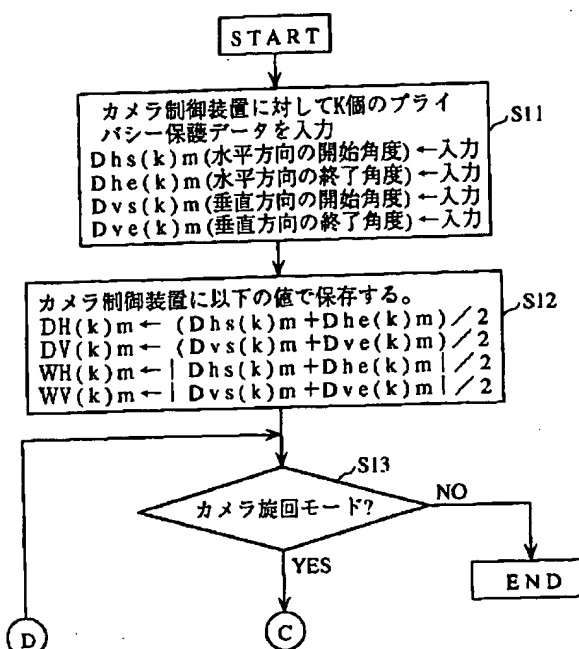 START
カメラ制御装置に対してK個のプライ
バシー保護データを入力
Dhs(k)m(水平方向の開始角度)←入力
Dhe(k)m(水平方向の終了角度)←入力
Dvs(k)m(垂直方向の開始角度)←入力
Dve(k)m(垂直方向の終了角度)←入力
S11
カメラ制御装置に以下の値で保存する。
DH(k)m←(Dhs(k)m+Dhe(k)m)/2
DV(k)m←(Dvs(k)m+Dve(k)m)/2
WH(k)m←|Dhs(k)m+Dhe(k)m|/2
WV(k)m←|Dvs(k)m+Dve(k)m|/2
S12
S13
カメラ旋回モード?
NO
YES
END
D
C